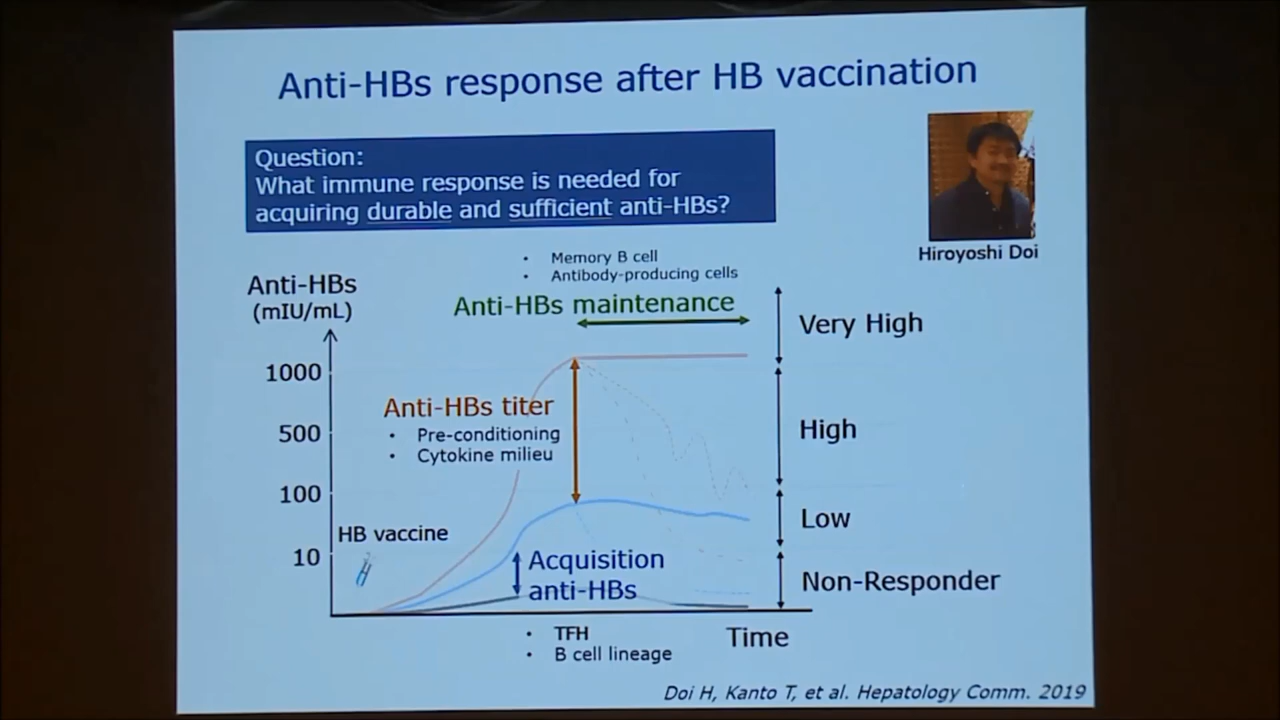 Anti-HBs response after HB vaccination
Question:
What immune response is needed for
acquiring durable and sufficient anti-HBs?
Hiroyoshi Doi
• Memory B cell
• Antibody-producing cells
Anti-HBs
(mIU/mL)
Anti-HBs maintenance
Very High
1000
Anti-HBs titer
• Pre-conditioning
• Cytokine milieu
500
High
100
Low
HB vaccine
10
Acquisition
anti-HBs
Non-Responder
• TFH
• B cell lineage
Time
Doi H, Kanto T, et al. Hepatology Comm. 2019